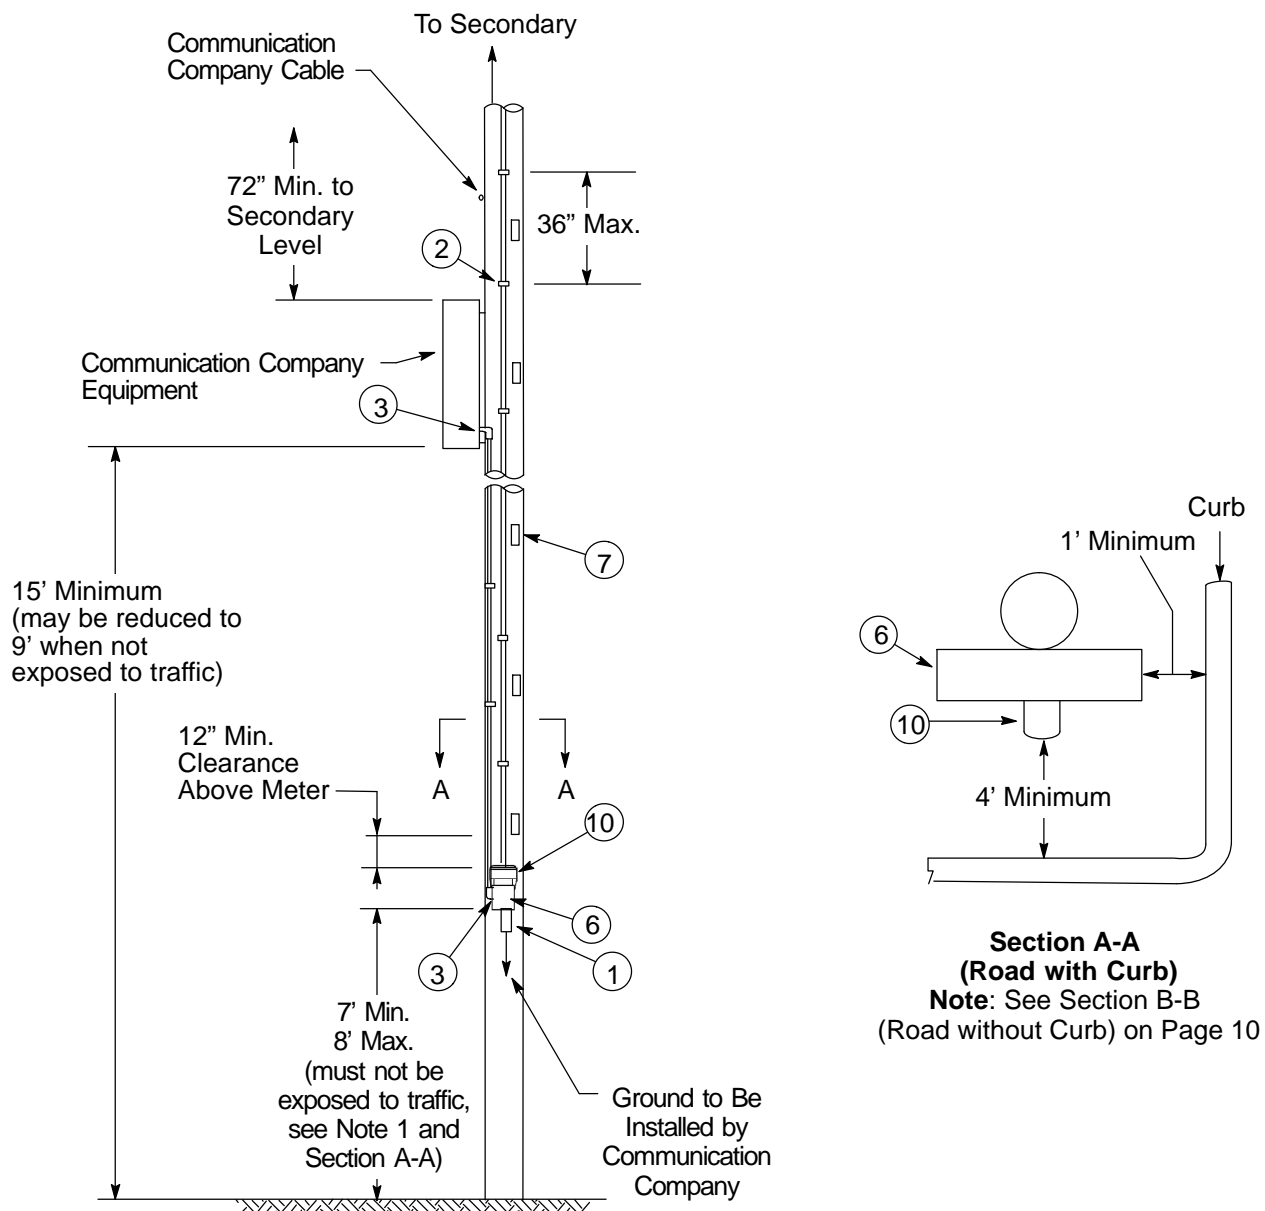 To Secondary
Communication
Company Cable
72” Min. to
Secondary
Level
36” Max.
2
Communication Company
Equipment
3
7
15’ Minimum
(may be reduced to
9’ when not
exposed to traffic)
12” Min.
Clearance
Above Meter
A
A
10
6
3
1
7’ Min.
8’ Max.
(must not be
exposed to traffic,
see Note 1 and
Section A-A)
Ground to Be
Installed by
Communication
Company
Curb
1’ Minimum
6
10
4’ Minimum
Section A-A
(Road with Curb)
Note: See Section B-B
(Road without Curb) on Page 10